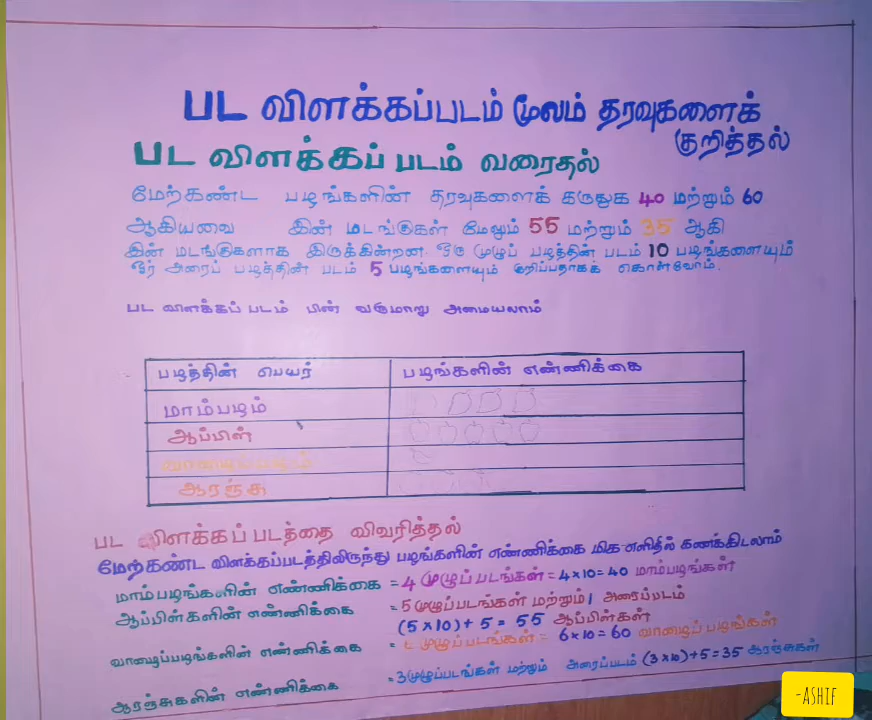 பட விளக்கப்படம் மூலம் தரவுகளைக்
குறித்தல்
பட விளக்கப் படம் வரைதல்
மேற்கண்ட பழங்களின் தரவுகளைக் கருதுக 40 மற்றும் 60
ஆகியவை இன் மடங்குகள் மேலும் 55 மற்றும் 35 ஆகி
இன் மடங்குகளாக இருக்கின்றன. ஒரு முழுப் பழத்தின் படம் 10 பழங்களையும்
ஓர் அரைப் பழத்தின் படம் 5 பழங்களையும் குறிப்பதாகக் கொள்வோம்.
பட விளக்கப் படம் பின் வருமாறு அமையலாம்
பழத்தின் பெயர் பழங்களின் எண்ணிக்கை
மாம்பழம்
ஆப்பிள்
வாழைப்பழம்
ஆரஞ்சு
பட விளக்கப் படத்தை விவரித்தல்
மேற்கண்ட விளக்கப்படத்திலிருந்து பழங்களின் எண்ணிக்கை மிக எளிதில் கணக்கிடலாம்
மாம்பழங்களின் எண்ணிக்கை = 4 முழுப் படங்கள் = 4×10 = 40 மாம்பழங்கள்
ஆப்பிள்களின் எண்ணிக்கை = 5 முழுப்படங்கள் மற்றும் 1 அரைப்படம்
(5×10)+5 = 55 ஆப்பிள்கள்
வாழைப்பழங்களின் எண்ணிக்கை = முழுப்படங்கள் = 6×10 = 60 வாழைப் பழங்கள்
ஆரஞ்சுகளின் எண்ணிக்கை = 3 முழுப்படங்கள் மற்றும் அரைப்படம் (3×10)+5=35 ஆரஞ்சுகள்
-ASHIF